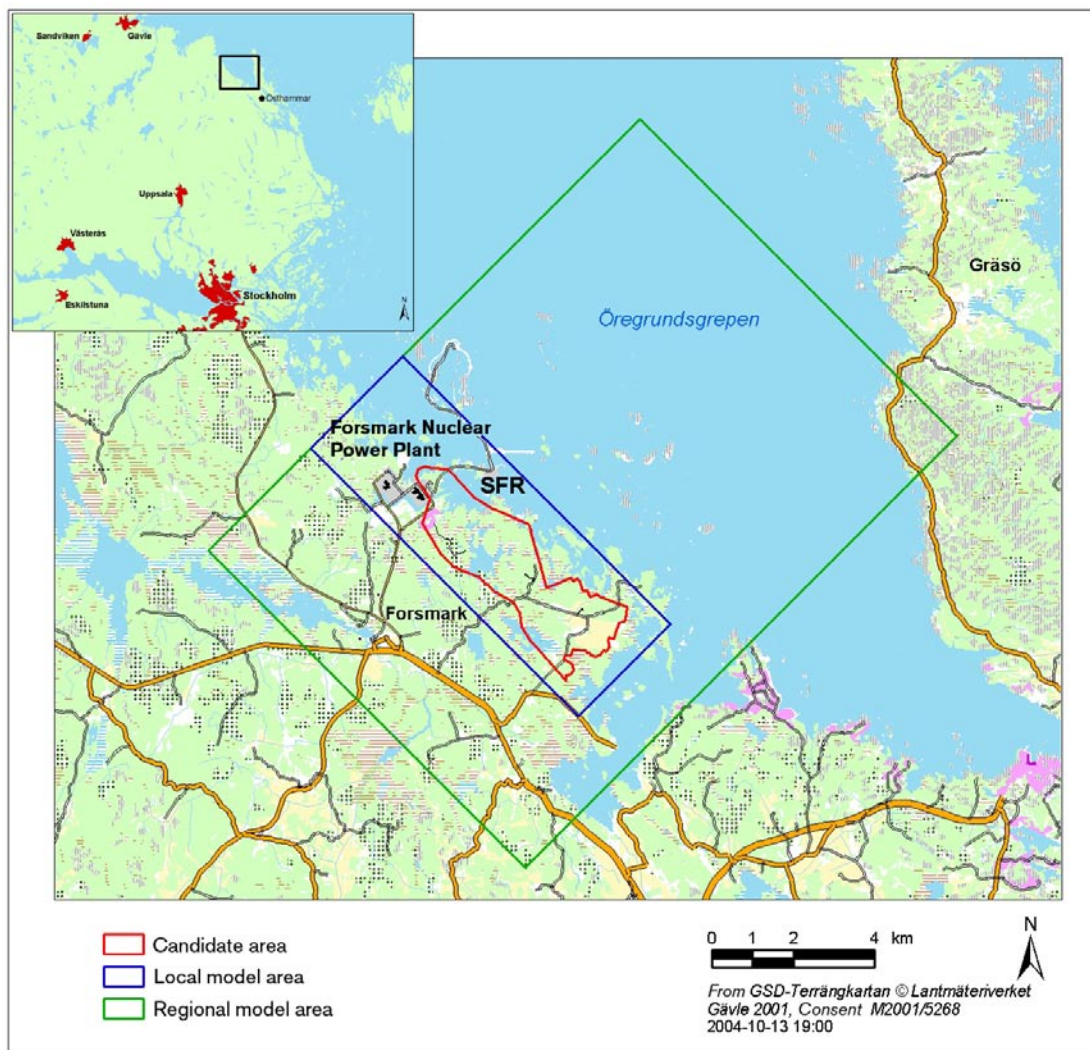 Sandviken
Gävle
Östhammar
Uppsala
Västerås
Eskilstuna
Stockholm
N
Gräsö
Öregrundsgrepen
Forsmark Nuclear
Power Plant
SFR
Forsmark
L
Candidate area
Local model area
Regional model area
0 1 2 4 km
N
From GSD-Terrängkartan © Lantmäteriverket
Gävle 2001, Consent M2001/5268
2004-10-13 19:00